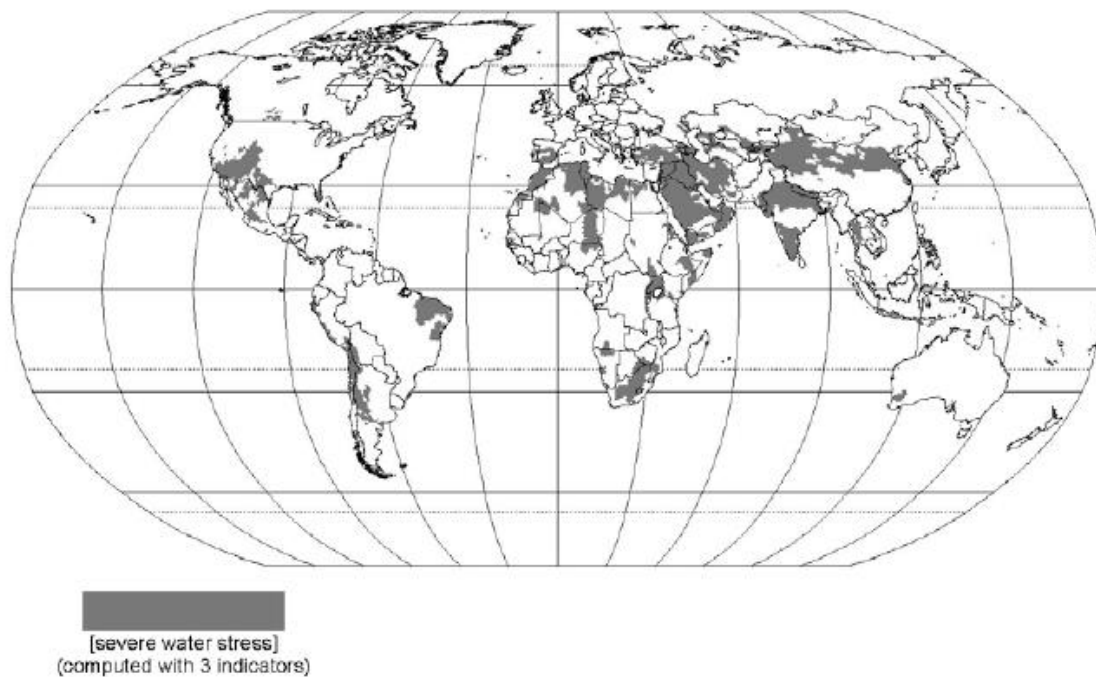 [severe water stress]
(computed with 3 indicators)